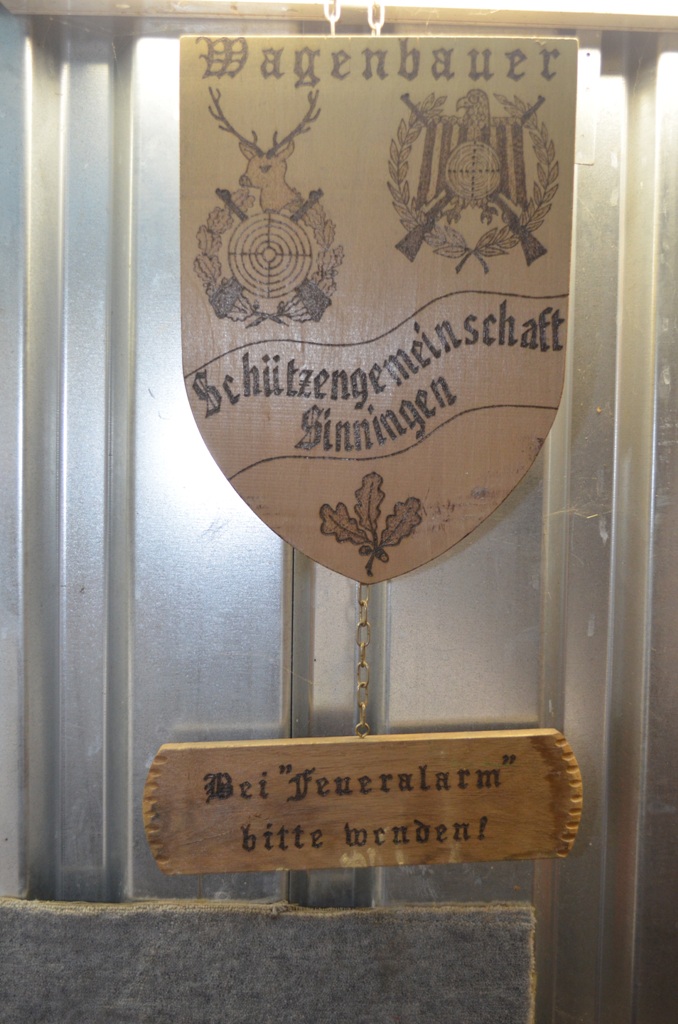 Wagenbauer
Schützengemeinschaft
Sinningen
Bei "Feueralarm"
bitte wenden!